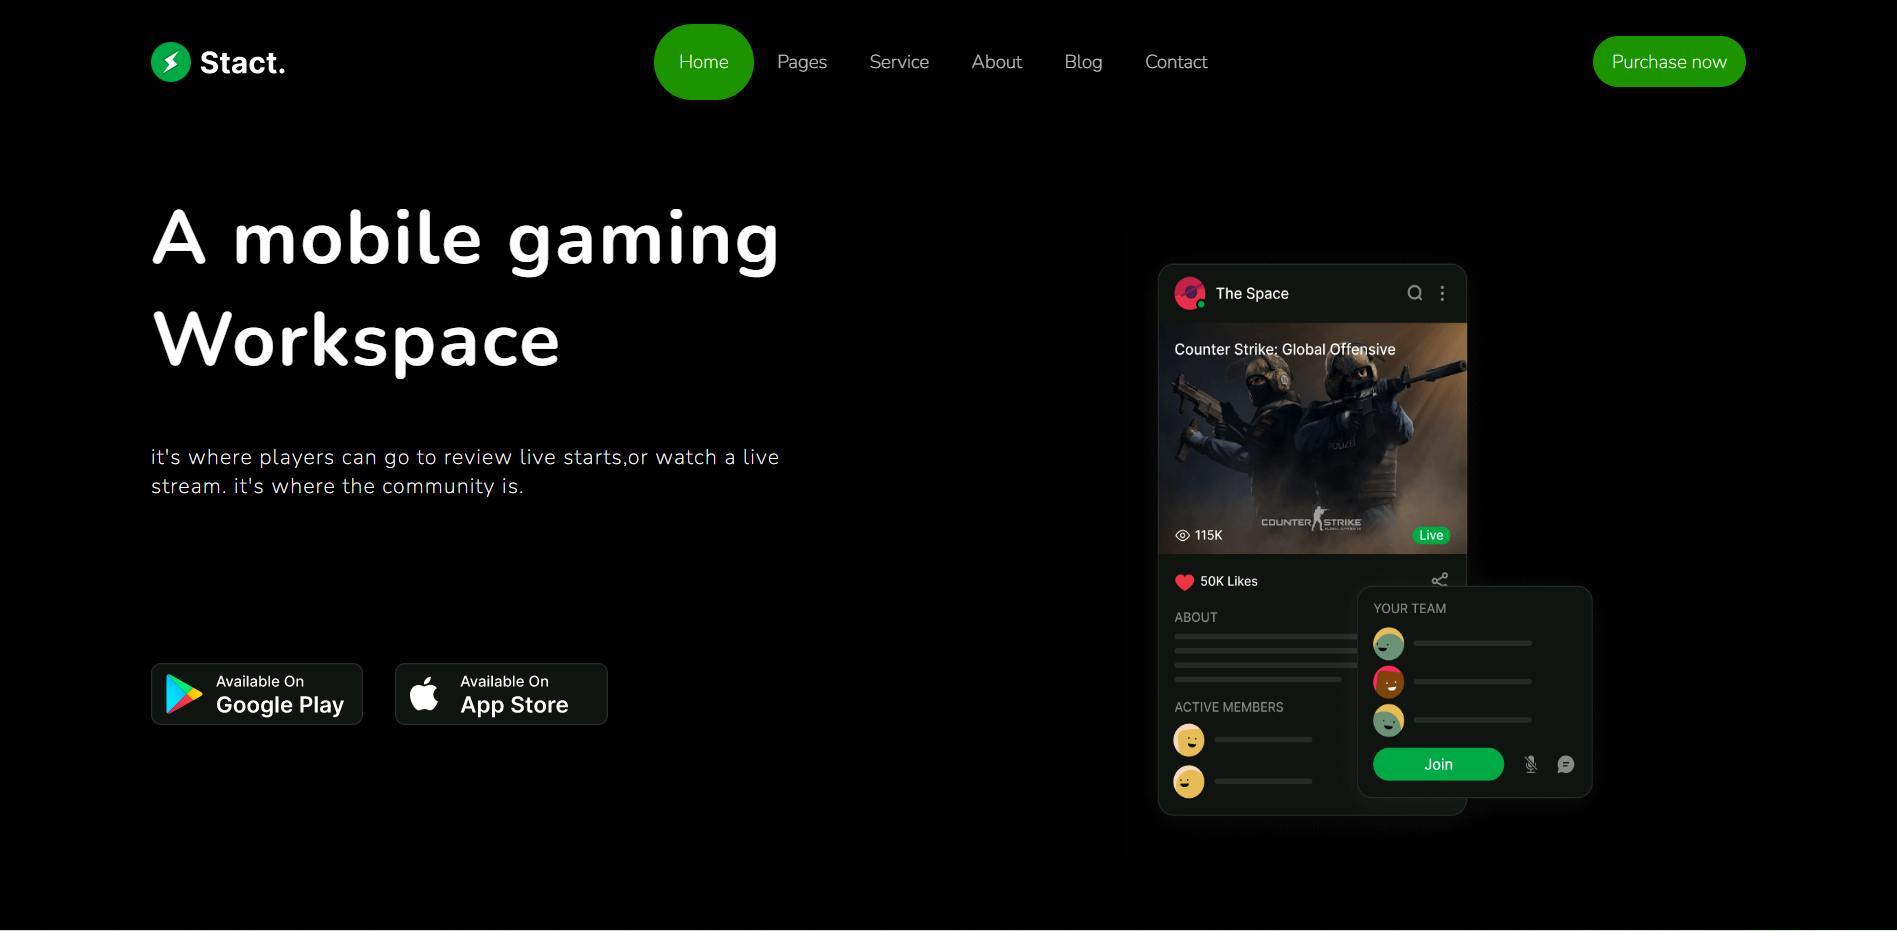 Stact.
Home
Pages
Service
About
Blog
Contact
Purchase now
A mobile gaming
Workspace
it's where players can go to review live starts,or watch a live
stream. it's where the community is.
Available On
Google Play
Available On
App Store
The Space
Counter Strike: Global Offensive
POLIZEI
COUNTER STRIKE
115K
Live
50K Likes
ABOUT
ACTIVE MEMBERS
YOUR TEAM
Join